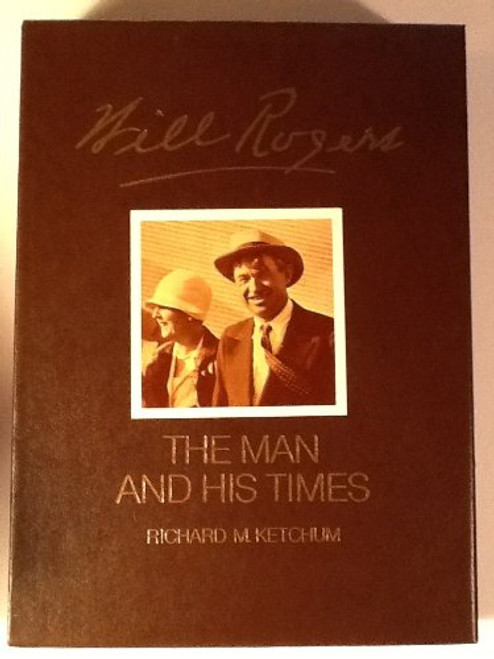 Will Rogers
THE MAN
AND HIS TIMES
RICHARD M. KETCHUM